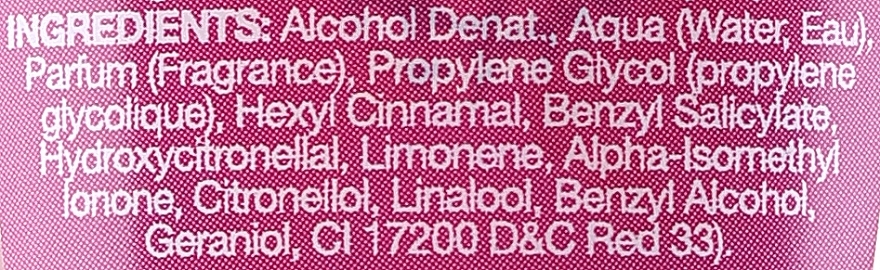 INGREDIENTS: Alcohol Denat., Aqua (Water, Eau),
Parfum (Fragrance), Propylene Glycol (propylene
glycolique), Hexyl Cinnamal, Benzyl Salicylate,
Hydroxycitronellal, Limonene, Alpha-Isomethyl
Ionone, Citronellol, Linalool, Benzyl Alcohol,
Geraniol, CI 17200 D&C Red 33).